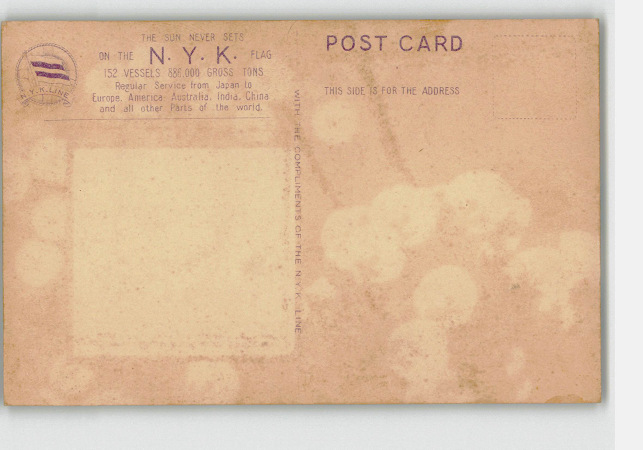 THE SUN NEVER SETS
ON THE N. Y. K. FLAG
152 VESSELS 886,000 GROSS TONS
Regular Service from Japan to
Europe, America, Australia, India, China
and all other Parts of the world.
N.Y.K. LINE
WITH THE COMPLIMENTS OF THE N.Y.K. LINE
POST CARD
THIS SIDE IS FOR THE ADDRESS